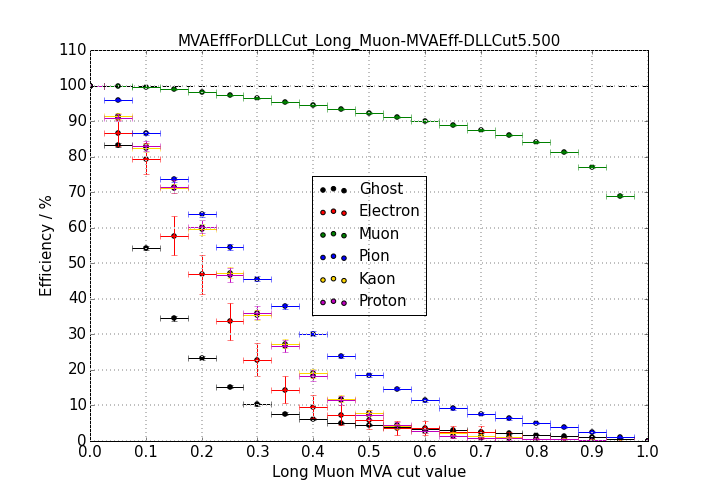 MVAEffForDLLCut_Long_Muon-MVAEff-DLLCut5.500
110
100
90
80
70
60
50
40
30
20
10
0
Efficiency / %
Ghost
Electron
Muon
Pion
Kaon
Proton
0.0 0.1 0.2 0.3 0.4 0.5 0.6 0.7 0.8 0.9 1.0
Long Muon MVA cut value